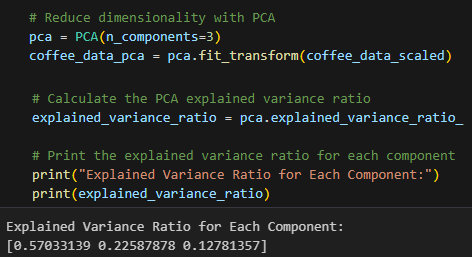 # Reduce dimensionality with PCA
pca = PCA(n_components=3)
coffee_data_pca = pca.fit_transform(coffee_data_scaled)
# Calculate the PCA explained variance ratio
explained_variance_ratio = pca.explained_variance_ratio_
# Print the explained variance ratio for each component
print("Explained Variance Ratio for Each Component:")
print(explained_variance_ratio)
Explained Variance Ratio for Each Component:
[0.57033139 0.22587878 0.12781357]